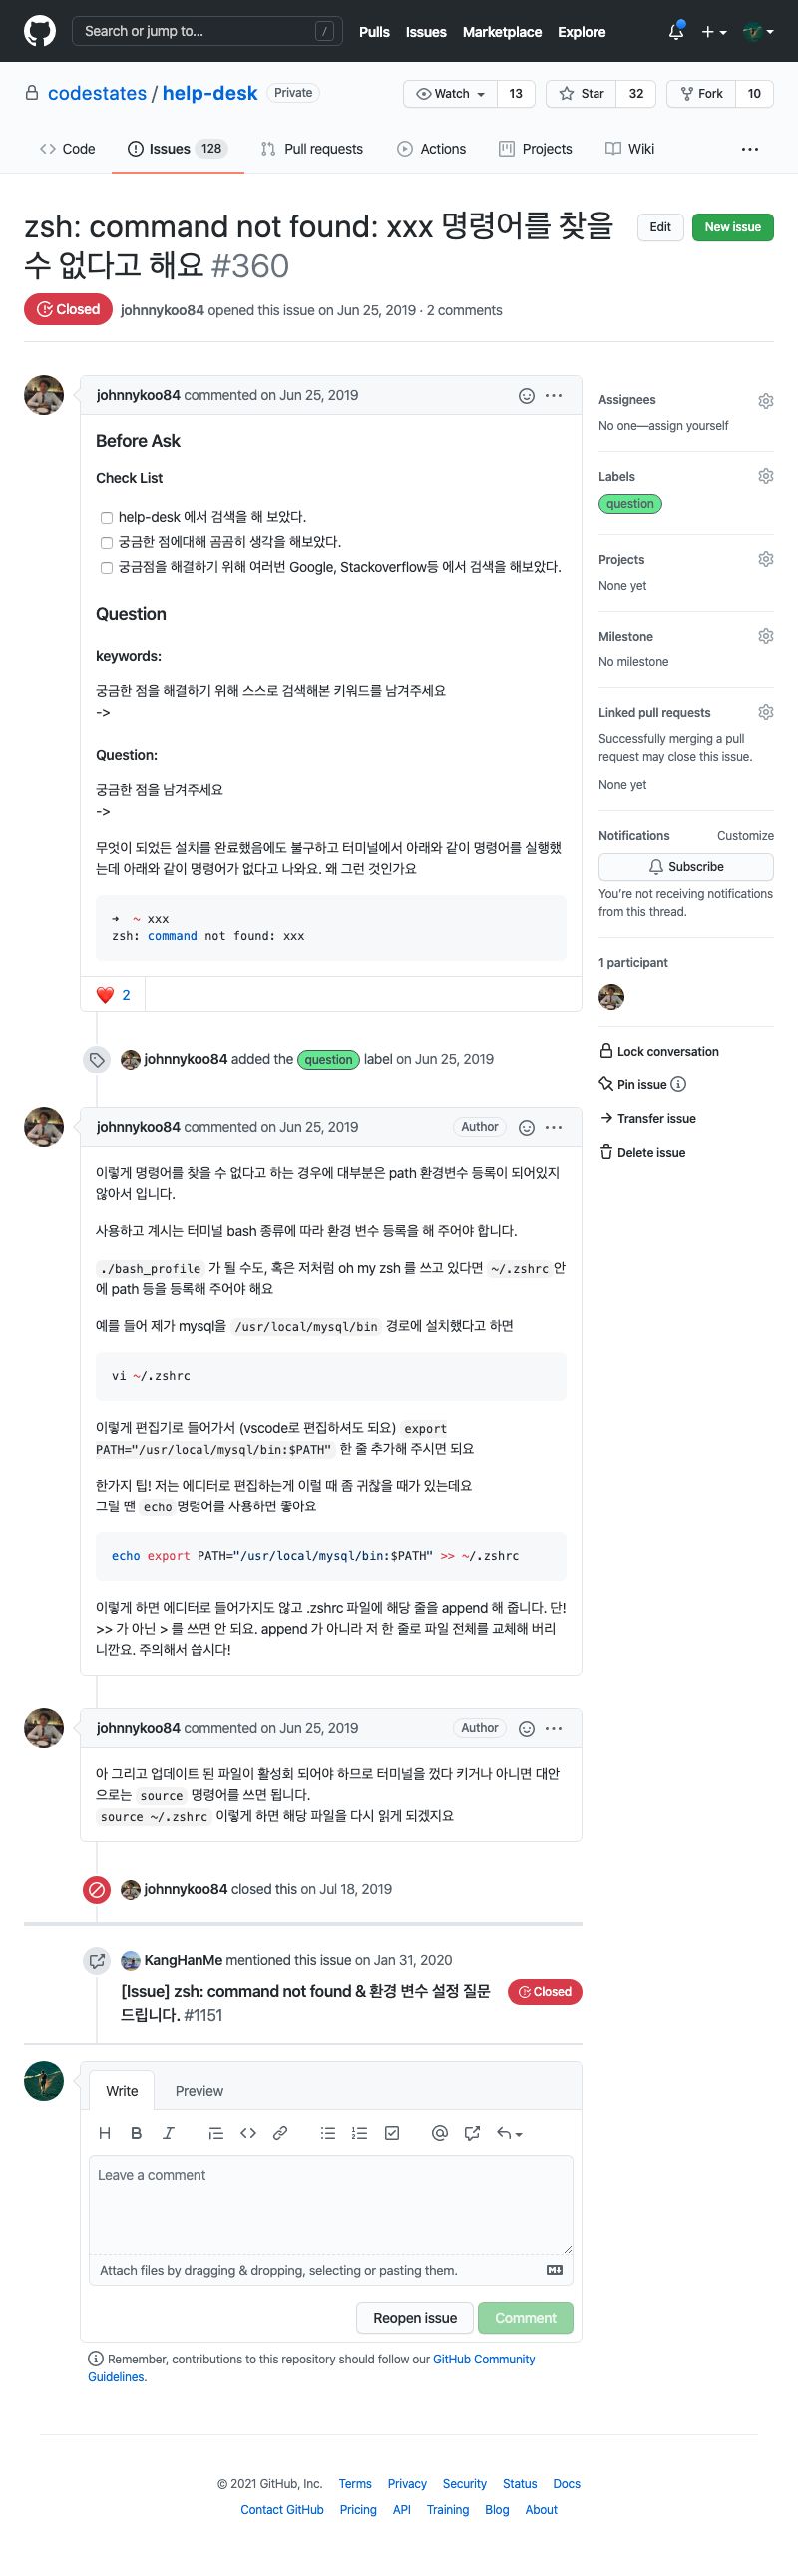 Search or jump to...
/
Pulls Issues Marketplace Explore
codestates / help-desk Private
Watch 13
Star 32
Fork 10
Code
Issues 128
Pull requests
Actions
Projects
Wiki
zsh: command not found: xxx 명령어를 찾을
수 없다고 해요 #360
Edit
New issue
Closed
johnnykoo84 opened this issue on Jun 25, 2019 · 2 comments
johnnykoo84 commented on Jun 25, 2019
Before Ask
Check List
help-desk 에서 검색을 해 보았다.
궁금한 점에대해 곰곰히 생각을 해보았다.
궁금점을 해결하기 위해 여러번 Google, Stackoverflow등 에서 검색을 해보았다.
Question
keywords:
궁금한 점을 해결하기 위해 스스로 검색해본 키워드를 남겨주세요
->
Question:
궁금한 점을 남겨주세요
->
무엇이 되었든 설치를 완료했음에도 불구하고 터미널에서 아래와 같이 명령어를 실행했
는데 아래와 같이 명령어가 없다고 나와요. 왜 그런 것인가요
➜  ~ xxx
zsh: command not found: xxx
❤️ 2
johnnykoo84 added the question label on Jun 25, 2019
johnnykoo84 commented on Jun 25, 2019
Author
이렇게 명령어를 찾을 수 없다고 하는 경우에 대부분은 path 환경변수 등록이 되어있지
않아서 입니다.
사용하고 계시는 터미널 bash 종류에 따라 환경 변수 등록을 해 주어야 합니다.
./bash_profile 가 될 수도, 혹은 저처럼 oh my zsh 를 쓰고 있다면 ~/.zshrc 안
에 path 등을 등록해 주어야 해요
예를 들어 제가 mysql을 /usr/local/mysql/bin 경로에 설치했다고 하면
vi ~/.zshrc
이렇게 편집기로 들어가서 (vscode로 편집하셔도 되요) export
PATH="/usr/local/mysql/bin:$PATH" 한 줄 추가해 주시면 되요
한가지 팁! 저는 에디터로 편집하는게 이럴 때 좀 귀찮을 때가 있는데요
그럴 땐 echo 명령어를 사용하면 좋아요
echo export PATH="/usr/local/mysql/bin:$PATH" >> ~/.zshrc
이렇게 하면 에디터로 들어가지도 않고 .zshrc 파일에 해당 줄을 append 해 줍니다. 단!
>> 가 아닌 > 를 쓰면 안 되요. append 가 아니라 저 한 줄로 파일 전체를 교체해 버리
니깐요. 주의해서 씁시다!
johnnykoo84 commented on Jun 25, 2019
Author
아 그리고 업데이트 된 파일이 활성회 되어야 하므로 터미널을 껐다 키거나 아니면 대안
으로는 source 명령어를 쓰면 됩니다.
source ~/.zshrc 이렇게 하면 해당 파일을 다시 읽게 되겠지요
johnnykoo84 closed this on Jul 18, 2019
KangHanMe mentioned this issue on Jan 31, 2020
[Issue] zsh: command not found & 환경 변수 설정 질문
드립니다. #1151
Closed
Write
Preview
H B I
Leave a comment
Attach files by dragging & dropping, selecting or pasting them.
Reopen issue
Comment
Remember, contributions to this repository should follow our GitHub Community
Guidelines.
Assignees
No one—assign yourself
Labels
question
Projects
None yet
Milestone
No milestone
Linked pull requests
Successfully merging a pull
request may close this issue.
None yet
Notifications
Customize
Subscribe
You're not receiving notifications
from this thread.
1 participant
Lock conversation
Pin issue
Transfer issue
Delete issue
© 2021 GitHub, Inc. Terms Privacy Security Status Docs
Contact GitHub Pricing API Training Blog About